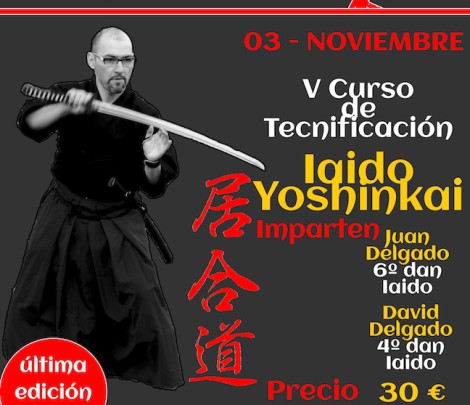 03 - NOVIEMBRE
V Curso
de
Tecnificación
Iaido
Yoshinkai
Imparten
Juan
Delgado
6º dan
Iaido
David
Delgado
4º dan
Iaido
居
合
道
última
edición
Precio 30 €